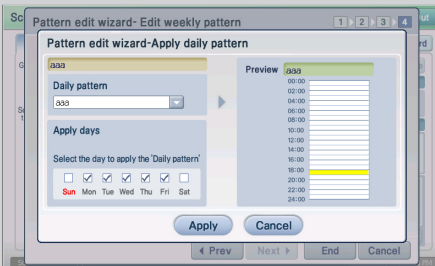 Pattern edit wizard- Edit weekly pattern
1 2 3 4
Pattern edit wizard-Apply daily pattern
aaa
Daily pattern
aaa
Apply days
Select the day to apply the 'Daily pattern'
Sun Mon Tue Wed Thu Fri Sat
Preview aaa
00:00
02:00
04:00
06:00
08:00
10:00
12:00
14:00
16:00
18:00
20:00
22:00
24:00
Apply Cancel
Prev Next End Cancel